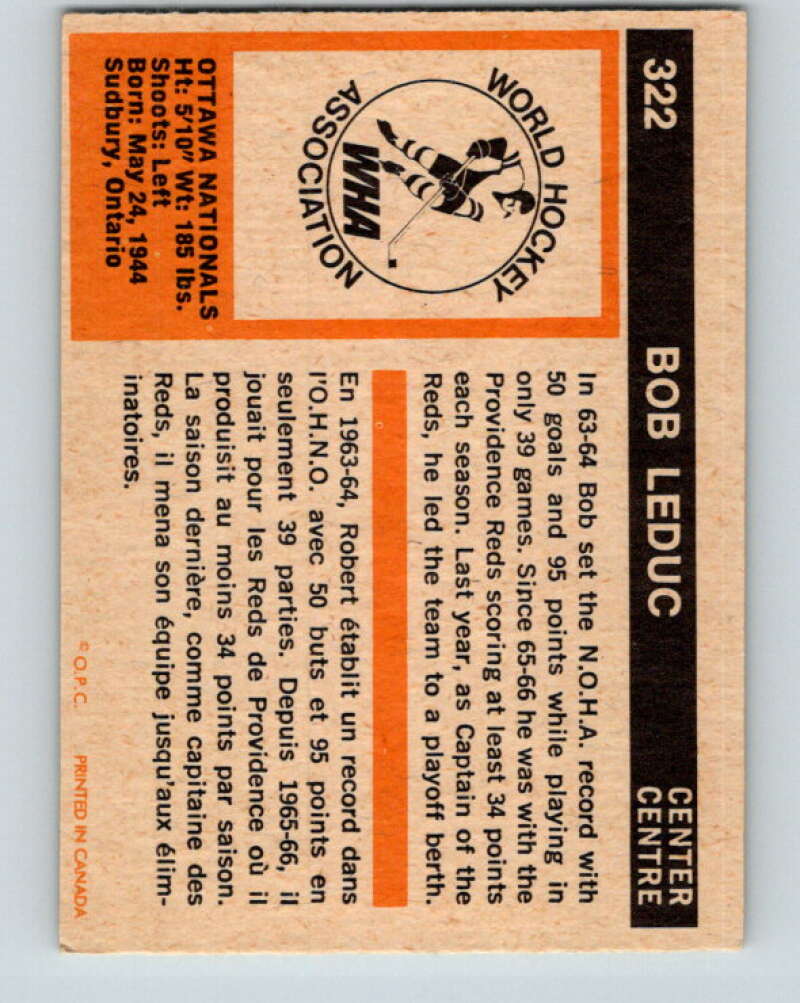 322
BOB LEDUC
CENTER
CENTRE
WORLD HOCKEY
ASSOCIATION
WHA
OTTAWA NATIONALS
Ht: 5'10" Wt: 185 lbs.
Shoots: Left
Born: May 24, 1944
Sudbury, Ontario
In 63-64 Bob set the N.O.H.A. record with
50 goals and 95 points while playing in
only 39 games. Since 65-66 he was with the
Providence Reds scoring at least 34 points
each season. Last year, as Captain of the
Reds, he led the team to a playoff berth.
En 1963-64, Robert établit un record dans
l'O.H.N.O. avec 50 buts et 95 points en
seulement 39 parties. Depuis 1965-66, il
jouait pour les Reds de Providence où il
produisit au moins 34 points par saison.
La saison dernière, comme capitaine des
Reds, il mena son équipe jusqu'aux élim-
inatoires.
© O.P.C. PRINTED IN CANADA